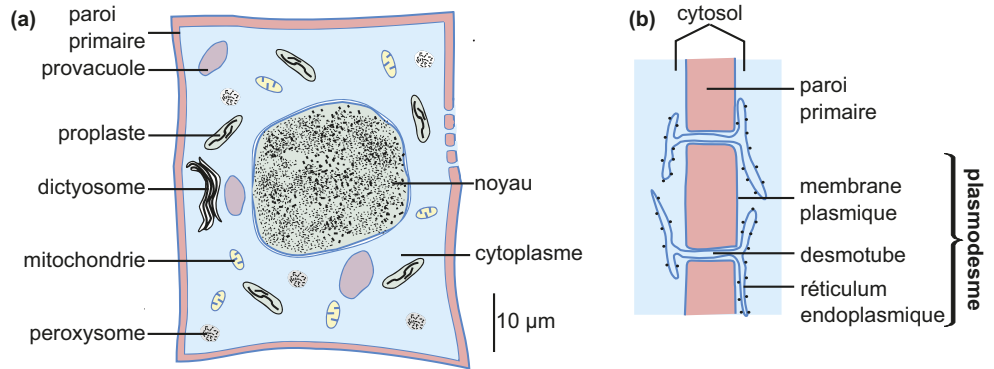 (a)
paroi
primaire
provacuole
proplaste
dictyosome
mitochondrie
peroxysome
noyau
cytoplasme
10 µm
(b)
cytosol
paroi
primaire
membrane
plasmique
desmotube
réticulum
endoplasmique
plasmodesme